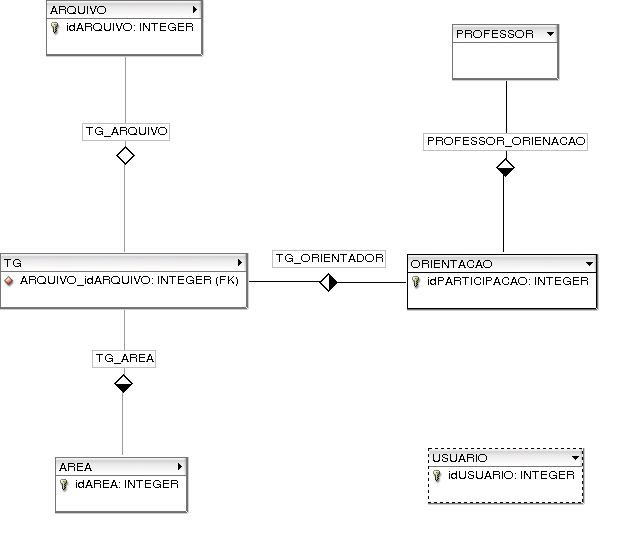 ARQUIVO
idARQUIVO: INTEGER
PROFESSOR
TG_ARQUIVO
PROFESSOR_ORIENACAO
TG
ARQUIVO_idARQUIVO: INTEGER (FK)
TG_ORIENTADOR
ORIENTACAO
idPARTICIPACAO: INTEGER
TG_AREA
AREA
idAREA: INTEGER
USUARIO
idUSUARIO: INTEGER